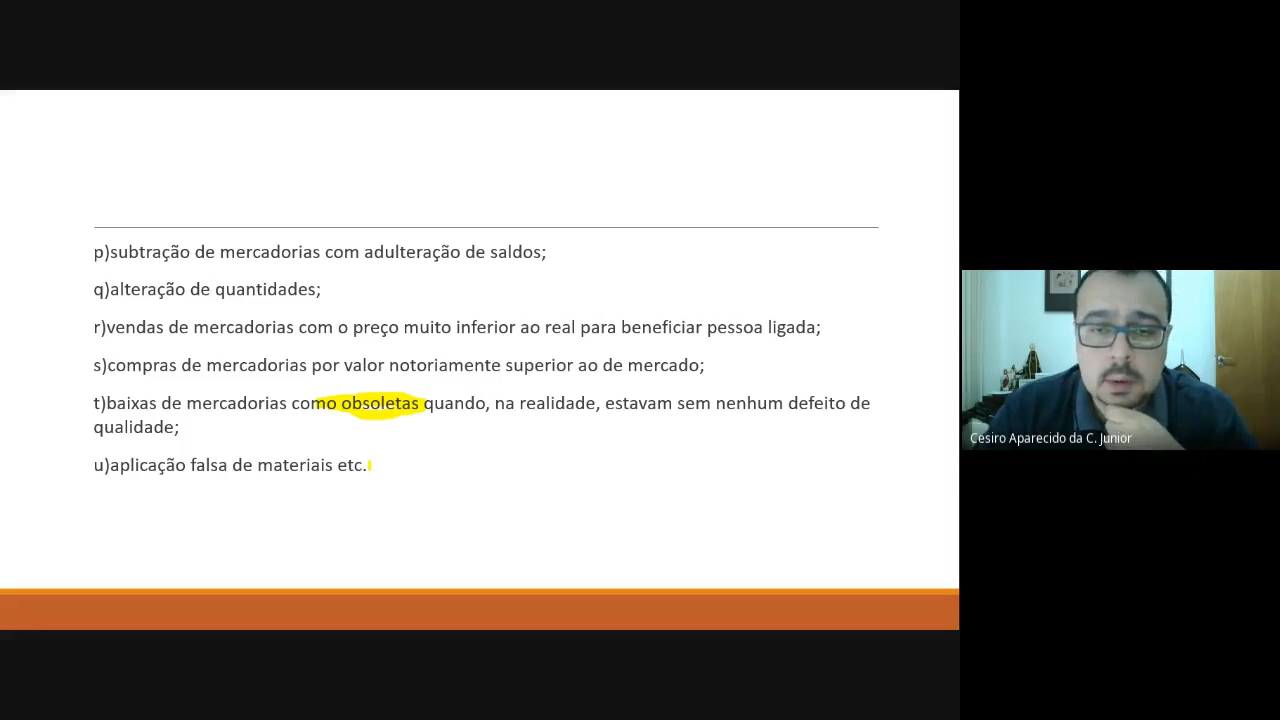 p)subtração de mercadorias com adulteração de saldos;
q)alteração de quantidades;
r)vendas de mercadorias com o preço muito inferior ao real para beneficiar pessoa ligada;
s)compras de mercadorias por valor notoriamente superior ao de mercado;
t)baixas de mercadorias como obsoletas quando, na realidade, estavam sem nenhum defeito de
qualidade;
u)aplicação falsa de materiais etc.
Cesiro Aparecido da C. Junior